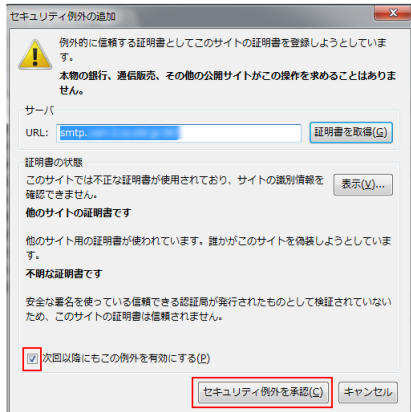 セキュリティ例外の追加
例外的に信頼する証明書としてこのサイトの証明書を登録しようとしていま
す。
本物の銀行、通信販売、その他の公開サイトがこの操作を求めることはありま
せん。
サーバ
URL: smtp. 証明書を取得(G)
証明書の状態
このサイトでは不正な証明書が使用されており、サイトの識別情報を 表示(V)...
確認できません。
他のサイトの証明書です
他のサイト用の証明書が使われています。誰かがこのサイトを偽装しようとしていま
す。
不明な証明書です
安全な署名を使っている信頼できる認証局が発行されたものとして検証されていない
ため、このサイトの証明書は信頼されません。
次回以降にもこの例外を有効にする(P)
セキュリティ例外を承認(C) キャンセル